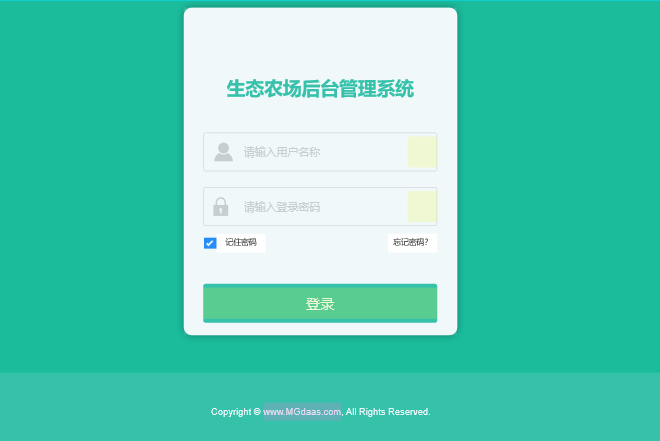 生态农场后台管理系统
请输入用户名称
请输入登录密码
记住密码 忘记密码?
登录
Copyright © www.MGdaas.com, All Rights Reserved.